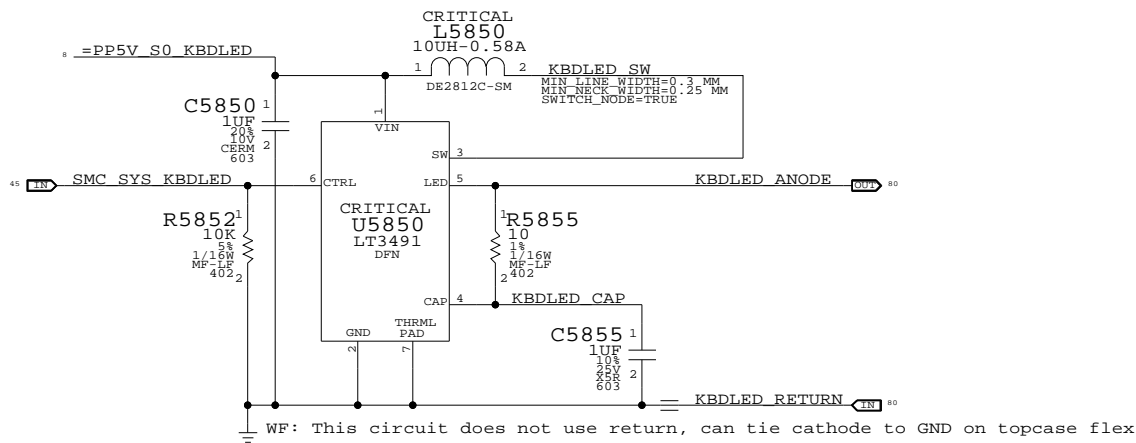 CRITICAL
L5850
10UH-0.58A
8 =PP5V_S0_KBDLED
1 2 KBDLED_SW
DE2812C-SM
MIN_LINE_WIDTH=0.3 MM
MIN_NECK_WIDTH=0.25 MM
SWITCH_NODE=TRUE
C5850 1
1UF
20%
10V
CERM 2
603
1
VIN
SW 3
45 IN SMC_SYS_KBDLED 6 CTRL
LED 5 KBDLED_ANODE OUT 80
CRITICAL
U5850
LT3491
DFN
R5852 1
10K
5%
1/16W
MF-LF
402 2
1 R5855
10
1%
1/16W
MF-LF
2 402
CAP 4 KBDLED_CAP
GND
THRML
PAD
2
7
C5855 1
1UF
10%
25V
X5R 2
603
KBDLED_RETURN IN 80
WF: This circuit does not use return, can tie cathode to GND on topcase flex